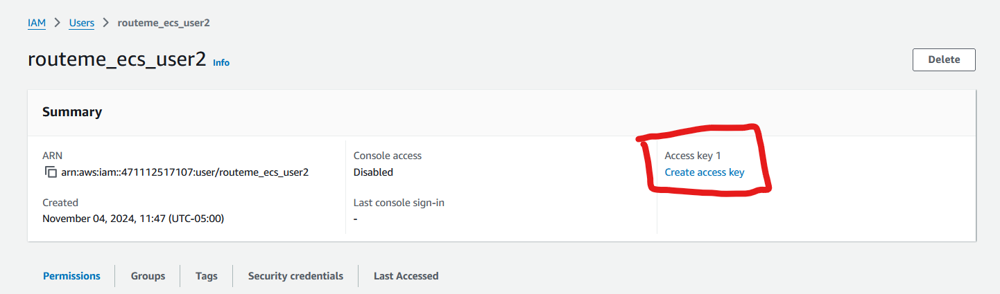 IAM > Users > routeme_ecs_user2
routeme_ecs_user2 Info
Delete
Summary
ARN
arn:aws:iam::471112517107:user/routeme_ecs_user2
Created
November 04, 2024, 11:47 (UTC-05:00)
Console access
Disabled
Last console sign-in
-
Access key 1
Create access key
Permissions Groups Tags Security credentials Last Accessed